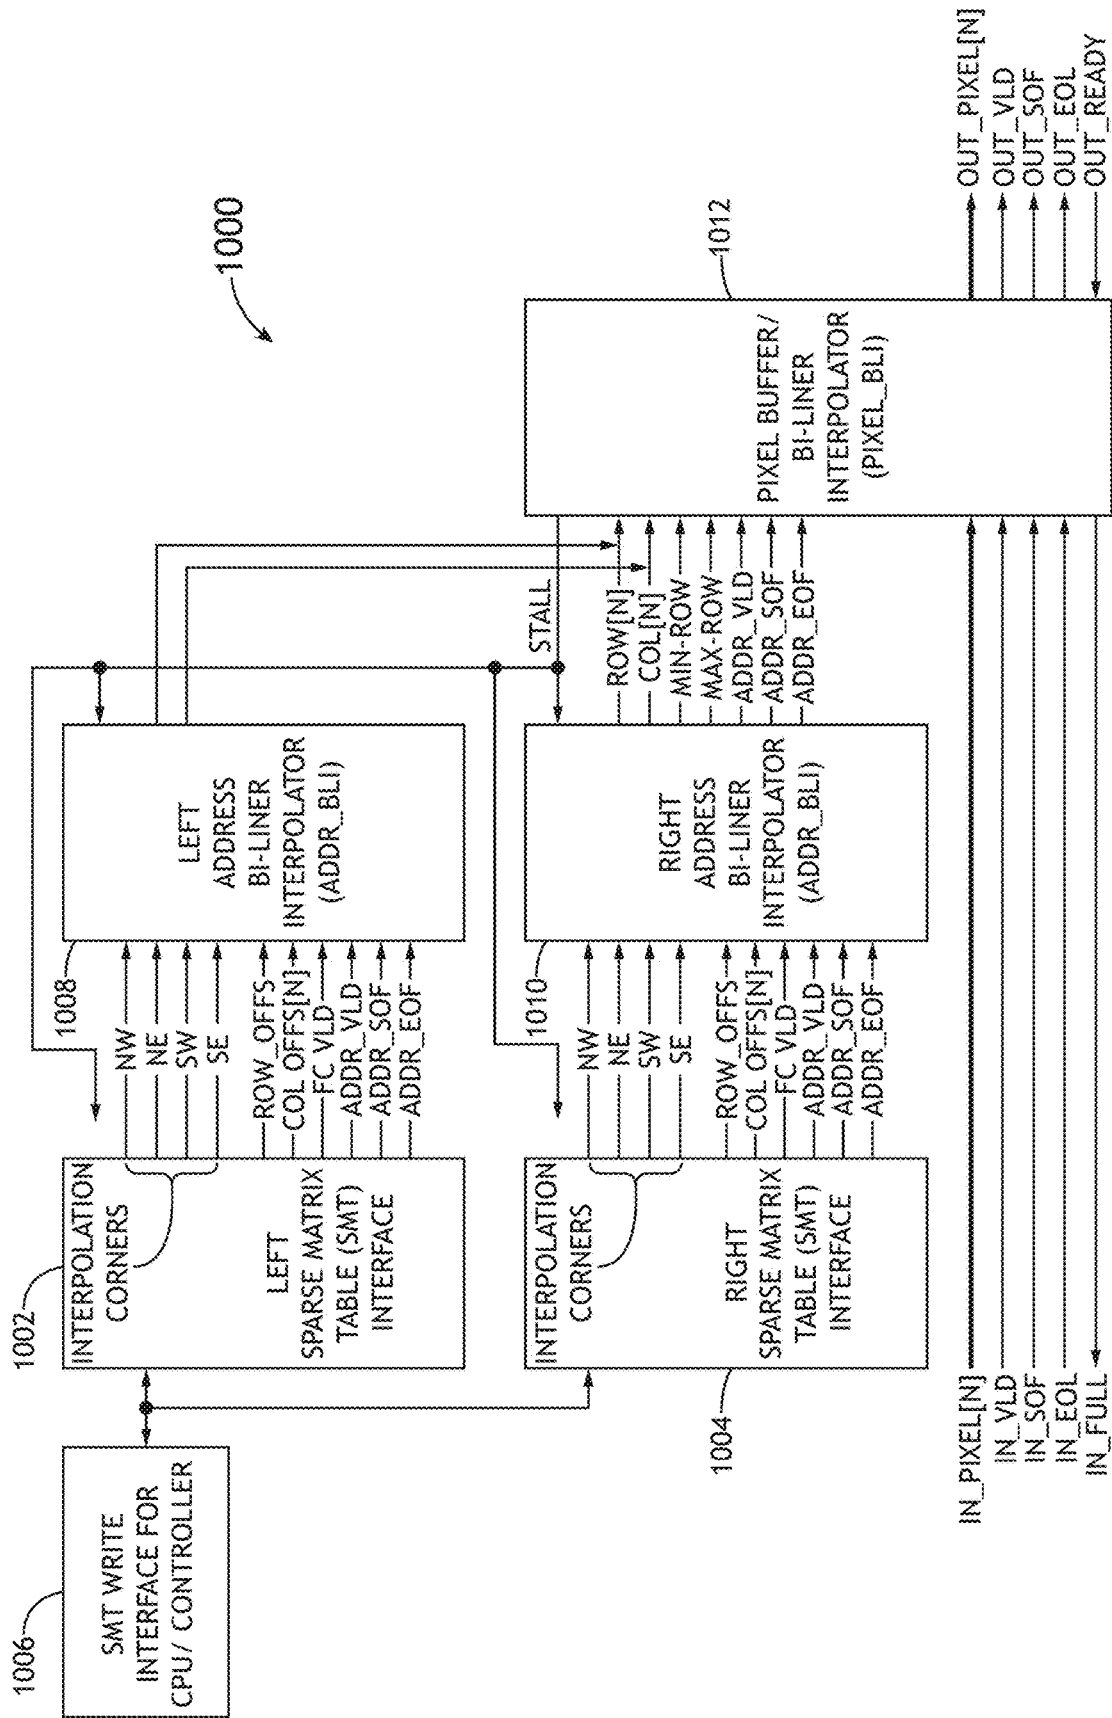 1000
1006
SMT WRITE
INTERFACE FOR
CPU/ CONTROLLER
1002
INTERPOLATION
CORNERS
LEFT
SPARSE MATRIX
TABLE (SMT)
INTERFACE
NW
NE
SW
SE
ROW_OFFS
COL OFFS[N]
FC_VLD
ADDR_VLD
ADDR_SOF
ADDR_EOF
1008
LEFT
ADDRESS
BI-LINER
INTERPOLATOR
(ADDR_BLI)
1004
INTERPOLATION
CORNERS
RIGHT
SPARSE MATRIX
TABLE (SMT)
INTERFACE
NW
NE
SW
SE
ROW_OFFS
COL OFFS[N]
FC_VLD
ADDR_VLD
ADDR_SOF
ADDR_EOF
1010
RIGHT
ADDRESS
BI-LINER
INTERPOLATOR
(ADDR_BLI)
STALL
ROW[N]
COL[N]
MIN-ROW
MAX-ROW
ADDR_VLD
ADDR_SOF
ADDR_EOF
1012
PIXEL BUFFER/
BI-LINER
INTERPOLATOR
(PIXEL_BLI)
IN_PIXEL[N]
IN_VLD
IN_SOF
IN_EOL
IN_FULL
OUT_PIXEL[N]
OUT_VLD
OUT_SOF
OUT_EOL
OUT_READY